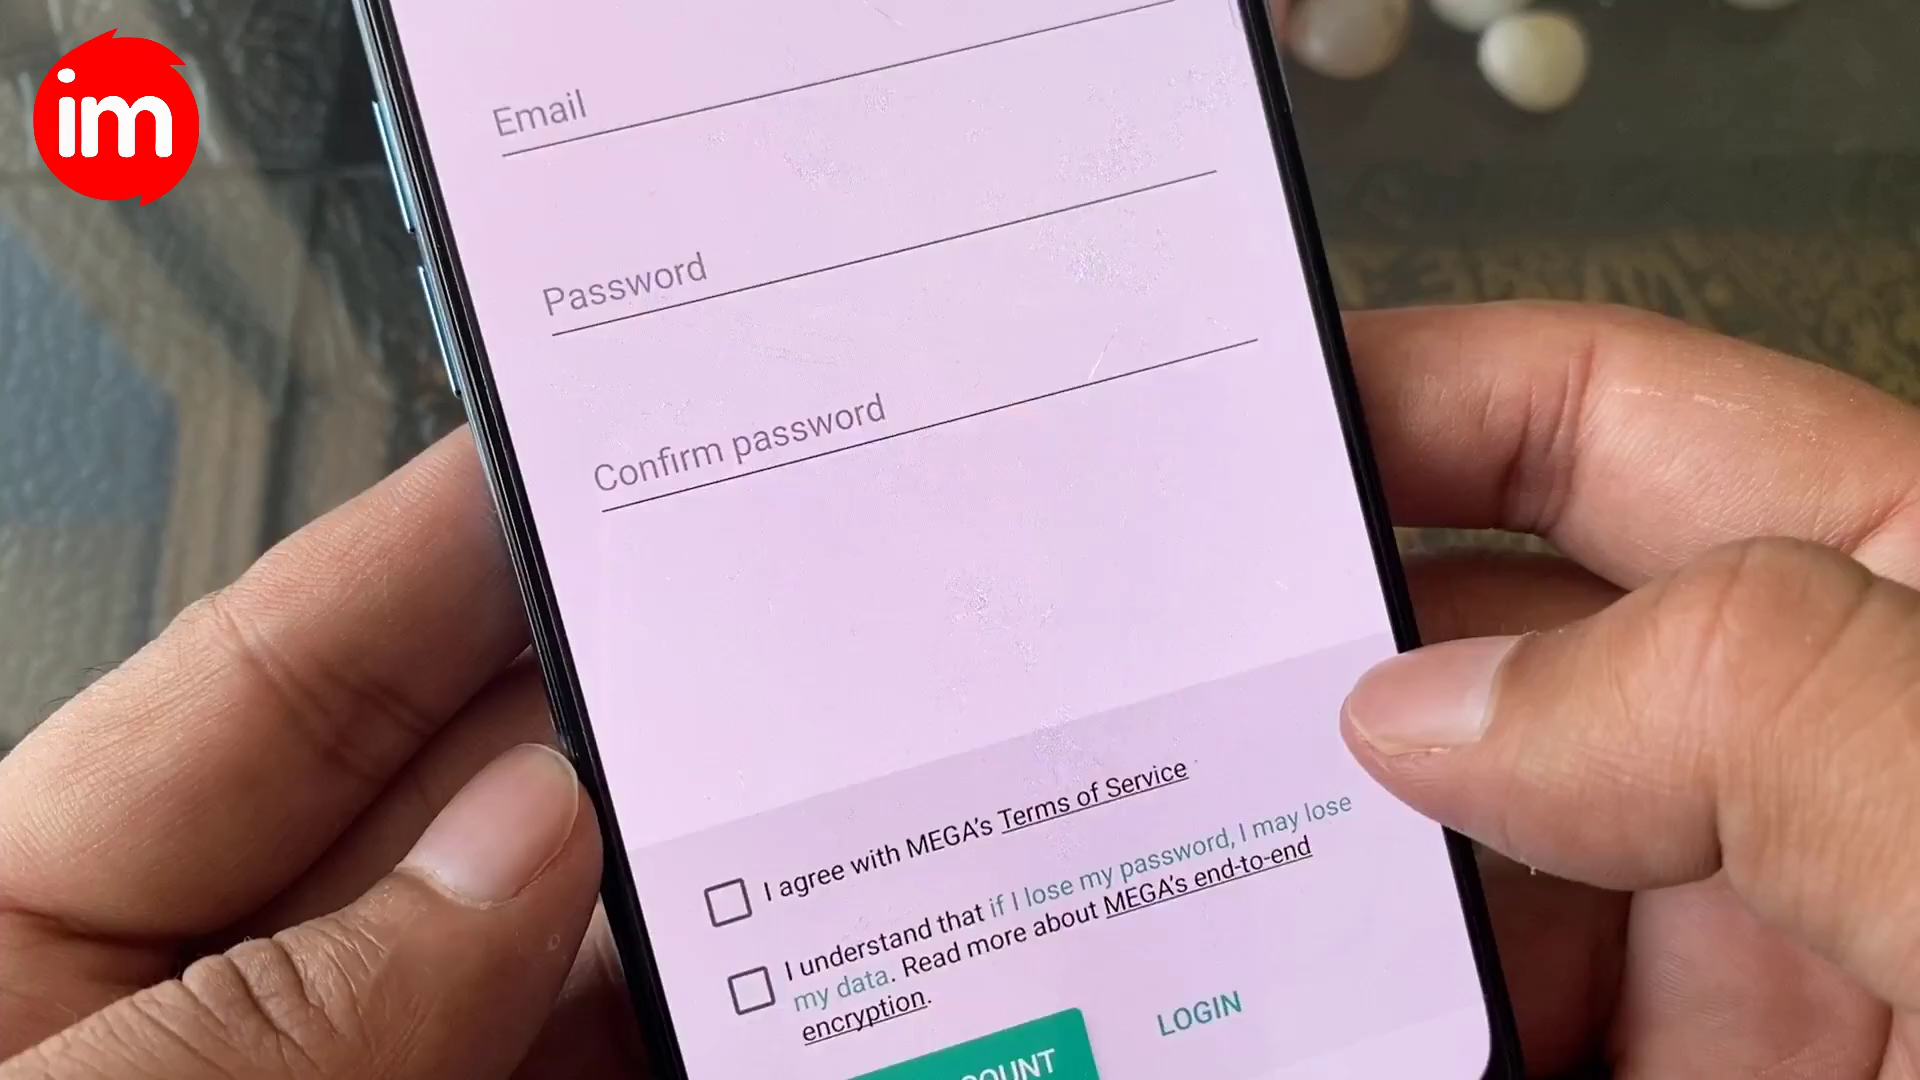 im
Email
Password
Confirm password
I agree with MEGA's Terms of Service
I understand that if I lose my password, I may lose
my data. Read more about MEGA's end-to-end
encryption.
LOGIN